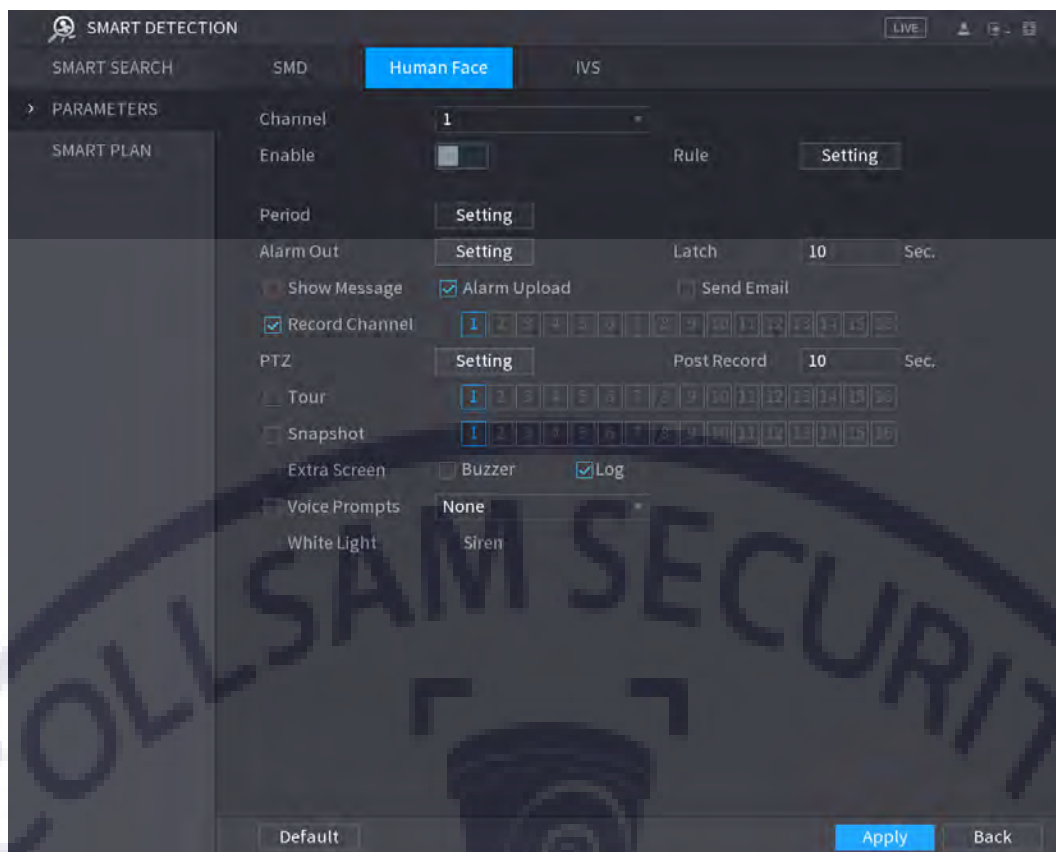 SMART DETECTION LIVE
SMART SEARCH SMD Human Face IVS
PARAMETERS
SMART PLAN
Channel 1
Enable Rule Setting
Period Setting
Alarm Out Setting Latch 10 Sec.
Show Message Alarm Upload Send Email
Record Channel 1 2 3 4 5 6 7 8 9 10 11 12 13 14 15 16
PTZ Setting Post Record 10 Sec.
Tour 1 2 3 4 5 6 7 8 9 10 11 12 13 14 15 16
Snapshot 1 2 3 4 5 6 7 8 9 10 11 12 13 14 15 16
Extra Screen Buzzer Log
Voice Prompts None
White Light Siren
OLLSAM SECURIT
Default Apply Back